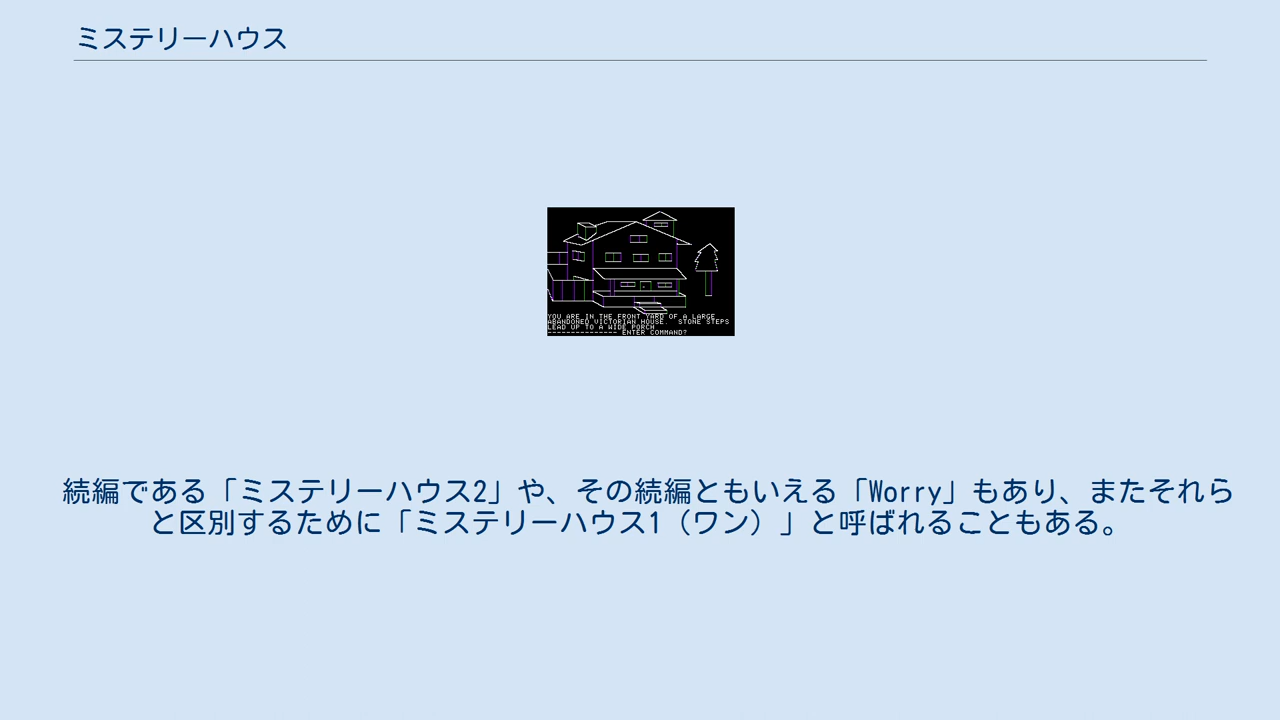 ミステリーハウス
YOU ARE IN THE FRONT YARD OF A LARGE
ABANDONED VICTORIAN HOUSE.  STONE STEPS
LEAD UP TO A WIDE PORCH
--------------- ENTER COMMAND?
続編である「ミステリーハウス2」や、その続編ともいえる「Worry」もあり、またそれら
と区別するために「ミステリーハウス1（ワン）」と呼ばれることもある。